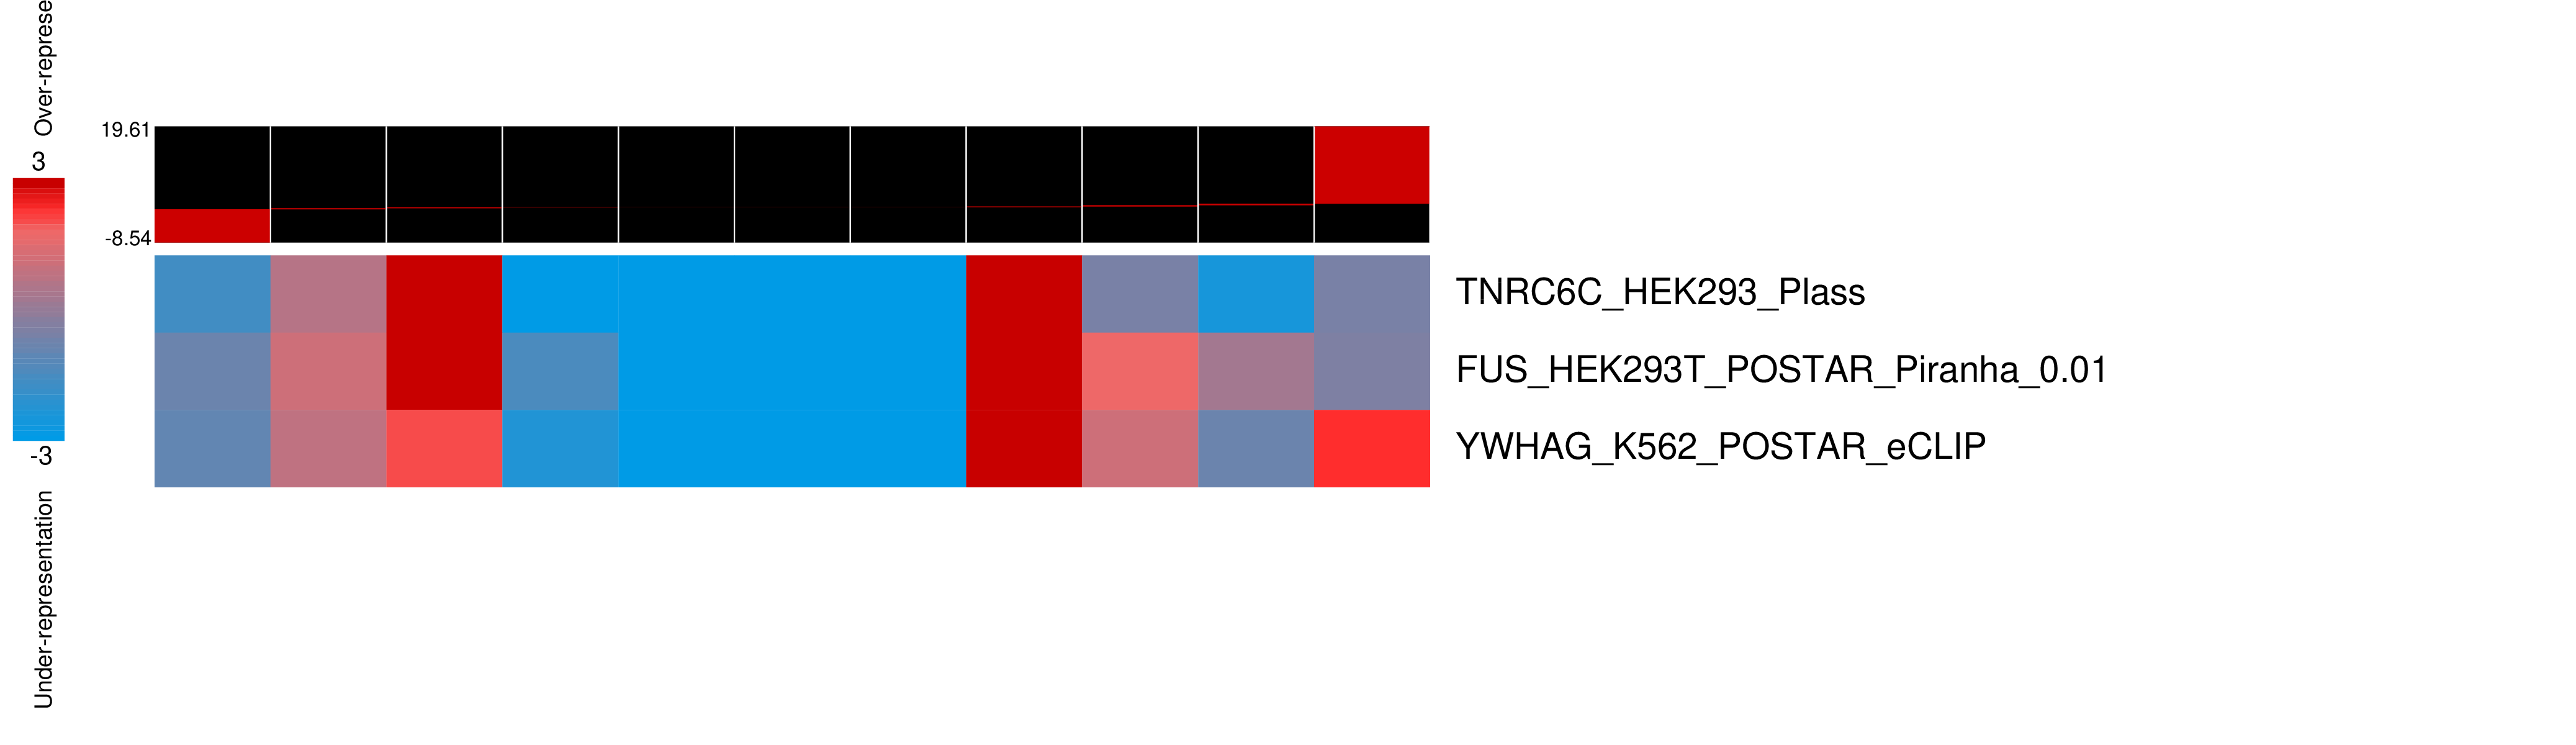 Over-represe
19.61
3
-8.54
TNRC6C_HEK293_Plass
FUS_HEK293T_POSTAR_Piranha_0.01
YWHAG_K562_POSTAR_eCLIP
-3
Under-representation